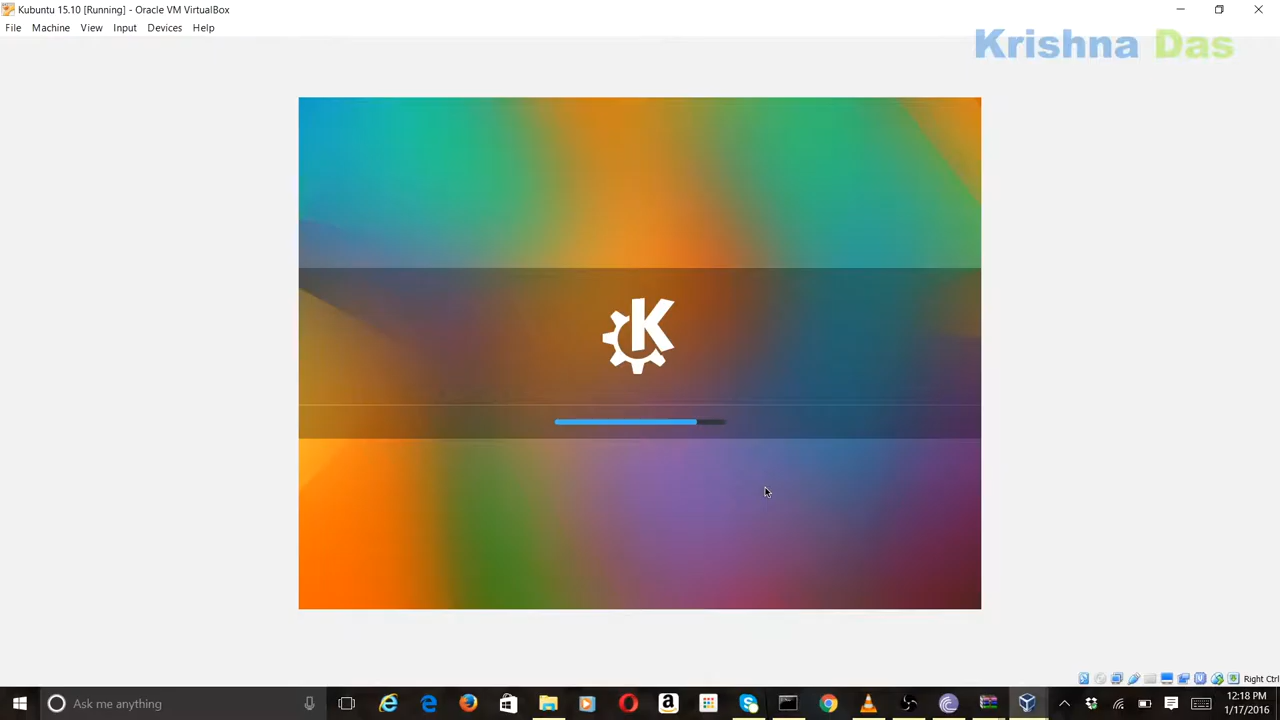 Kubuntu 15.10 [Running] - Oracle VM VirtualBox
File Machine View Input Devices Help
Krishna Das
K
Right Ctrl
Ask me anything
12:18 PM
1/17/2016